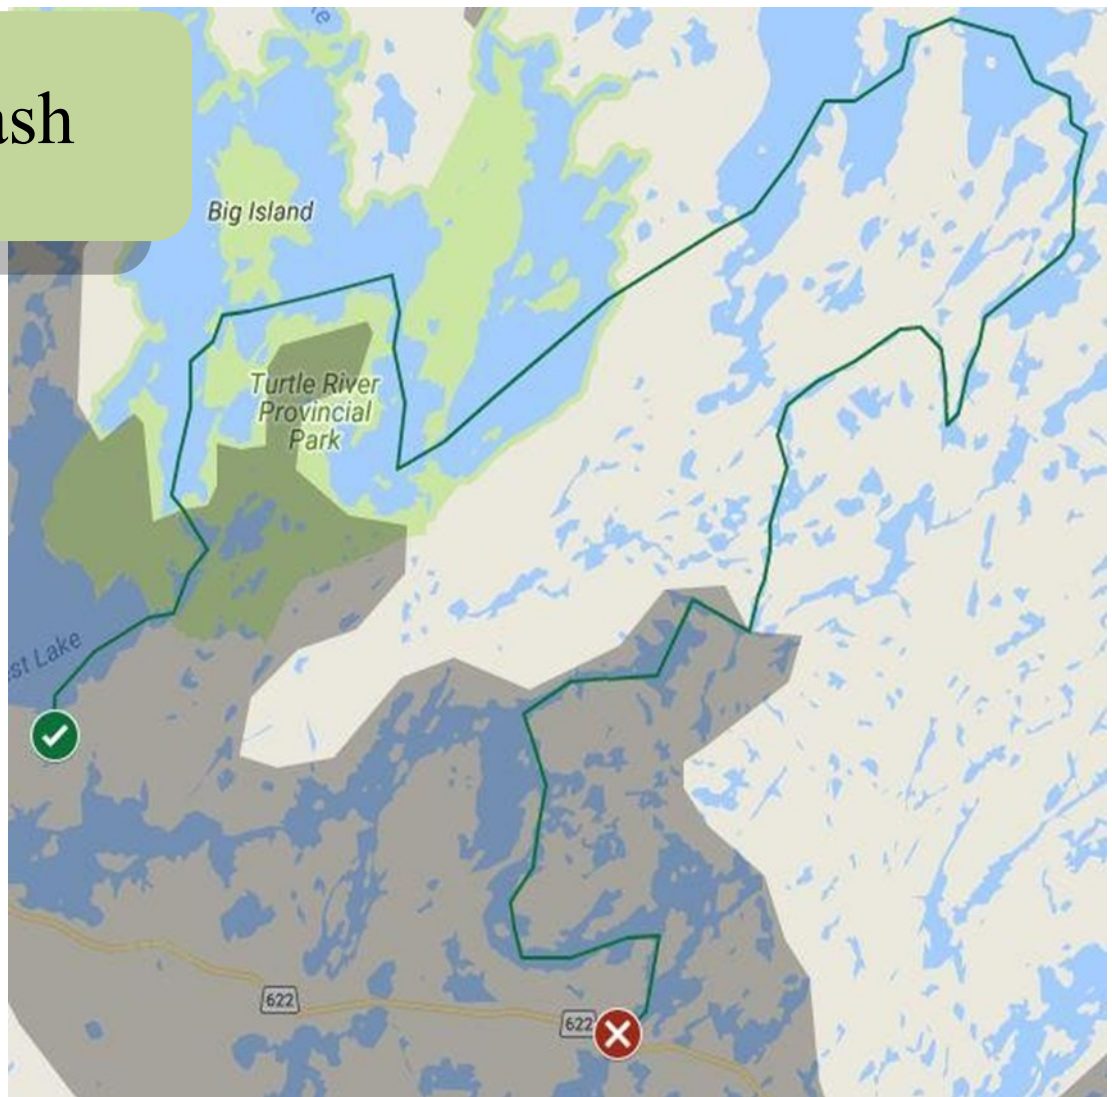 ash
Big Island
Turtle River
Provincial
Park
st Lake
622
622